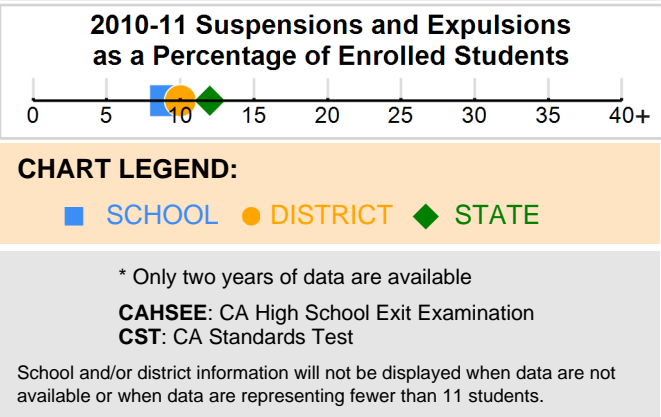 2010-11 Suspensions and Expulsions
as a Percentage of Enrolled Students
0 5 10 15 20 25 30 35 40+
CHART LEGEND:
SCHOOL DISTRICT STATE
* Only two years of data are available
CAHSEE: CA High School Exit Examination
CST: CA Standards Test
School and/or district information will not be displayed when data are not
available or when data are representing fewer than 11 students.